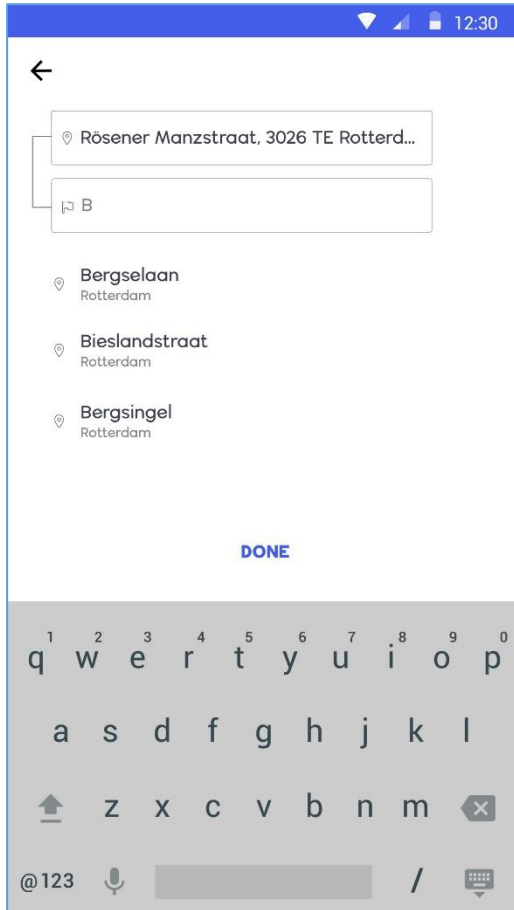 12:30
Rösener Manzstraat, 3026 TE Rotterd...
B
Bergselaan
Rotterdam
Bieslandstraat
Rotterdam
Bergsingel
Rotterdam
DONE
1 2 3 4 5 6 7 8 9 0
q w e r t y u i o p
a s d f g h j k l
z x c v b n m
@123 /